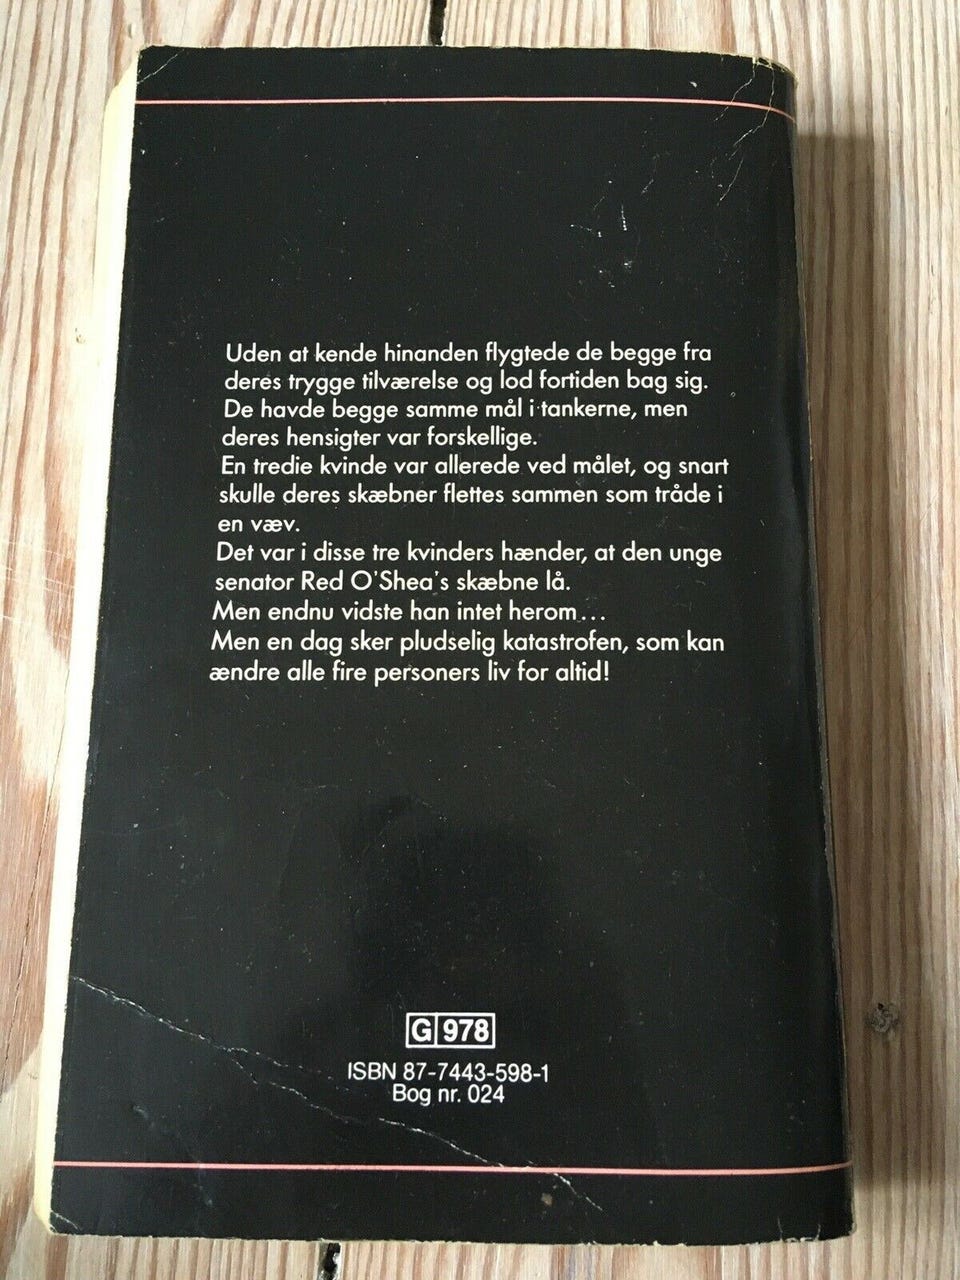 Uden at kende hinanden flygtede de begge fra
deres trygge tilværelse og lod fortiden bag sig.
De havde begge samme mål i tankerne, men
deres hensigter var forskellige.
En tredie kvinde var allerede ved målet, og snart
skulle deres skæbner flettes sammen som tråde i
en væv.
Det var i disse tre kvinders hænder, at den unge
senator Red O'Shea's skæbne lå.
Men endnu vidste han intet herom...
Men en dag sker pludselig katastrofen, som kan
ændre alle fire personers liv for altid!
G 978
ISBN 87-7443-598-1
Bog nr. 024